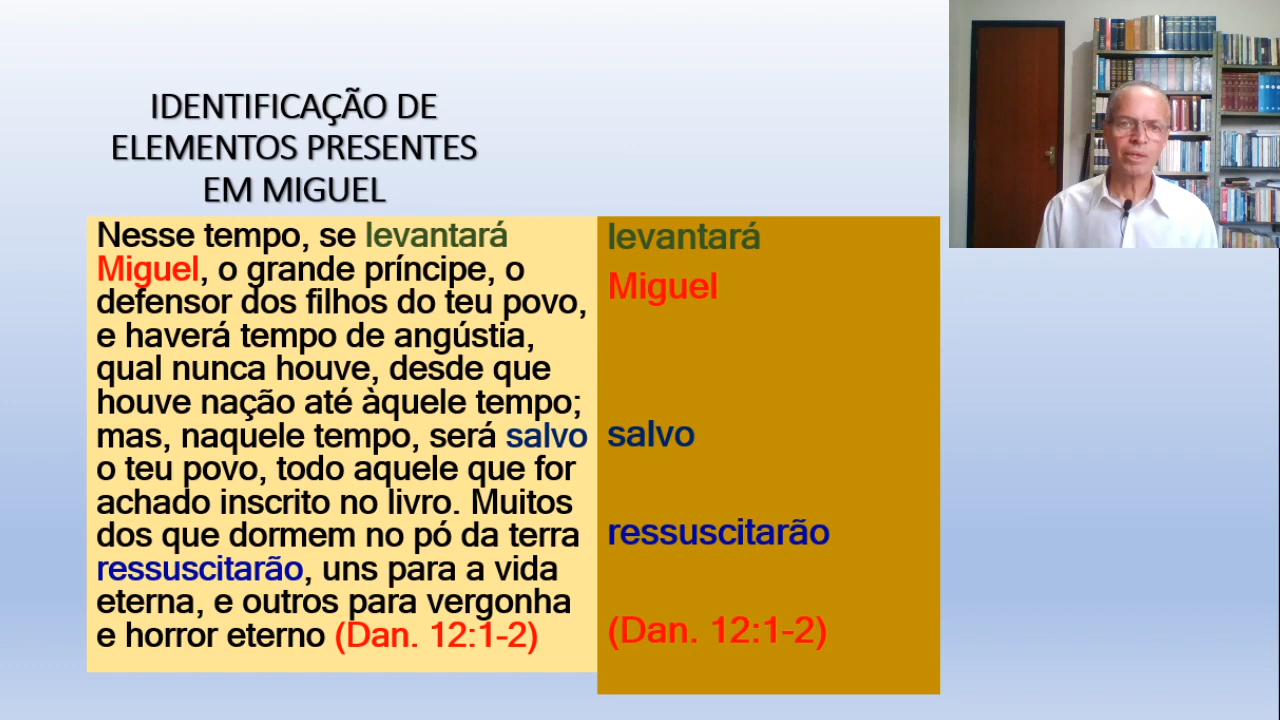 IDENTIFICAÇÃO DE
ELEMENTOS PRESENTES
EM MIGUEL
Nesse tempo, se levantará
Miguel, o grande príncipe, o
defensor dos filhos do teu povo,
e haverá tempo de angústia,
qual nunca houve, desde que
houve nação até àquele tempo;
mas, naquele tempo, será salvo
o teu povo, todo aquele que for
achado inscrito no livro. Muitos
dos que dormem no pó da terra
ressuscitarão, uns para a vida
eterna, e outros para vergonha
e horror eterno (Dan. 12:1-2)
levantará
Miguel
salvo
ressuscitarão
(Dan. 12:1-2)